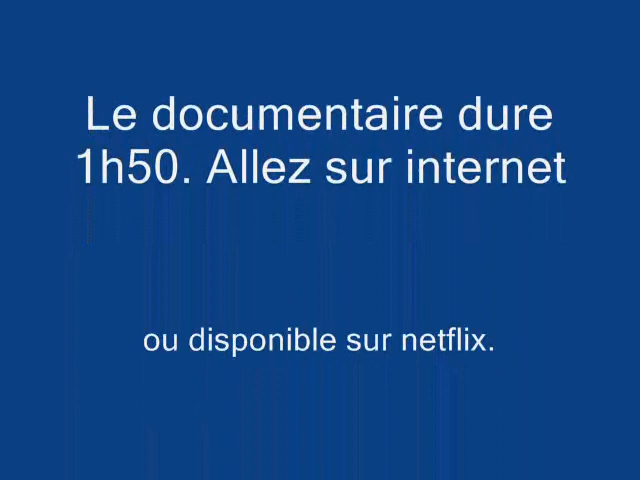 Le documentaire dure
1h50. Allez sur internet
ou disponible sur netflix.